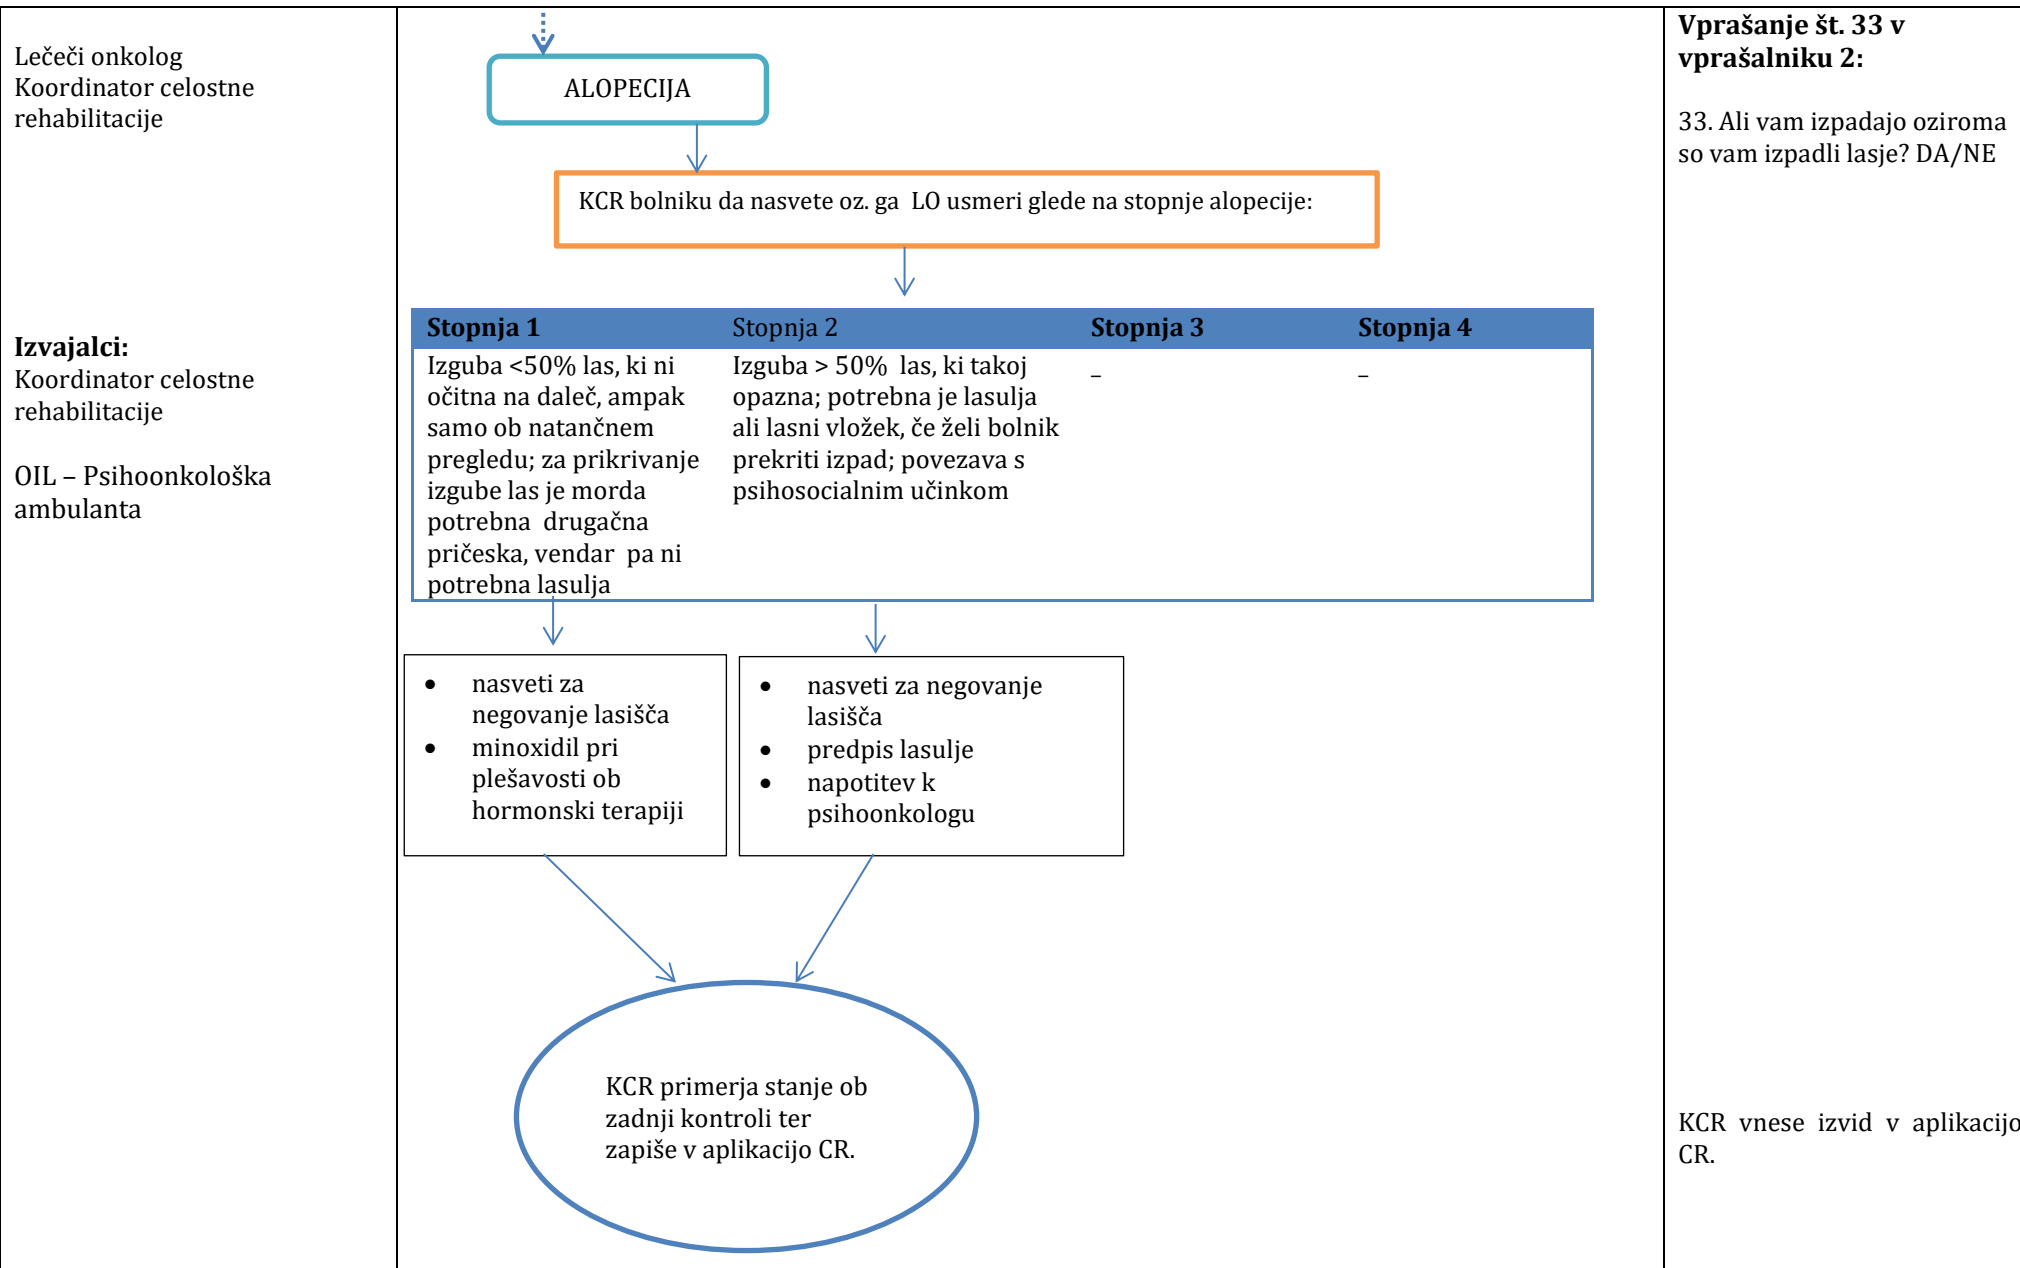 Lečeči onkolog
Koordinator celostne
rehabilitacije
Izvajalci:
Koordinator celostne
rehabilitacije
OIL – Psihoonkološka
ambulanta
ALOPECIJA
KCR bolniku da nasvete oz. ga LO usmeri glede na stopnje alopecije:
Stopnja 1
Izguba <50% las, ki ni
očitna na daleč, ampak
samo ob natančnem
pregledu; za prikrivanje
izgube las je morda
potrebna drugačna
pričeska, vendar pa ni
potrebna lasulja
Stopnja 2
Izguba > 50% las, ki takoj
opazna; potrebna je lasulja
ali lasni vložek, če želi bolnik
prekriti izpad; povezava s
psihosocialnim učinkom
Stopnja 3
–
Stopnja 4
–
• nasveti za
negovanje lasišča
• minoxidil pri
plešavosti ob
hormonski terapiji
• nasveti za negovanje
lasišča
• predpis lasulje
• napotitev k
psihoonkologu
KCR primerja stanje ob
zadnji kontroli ter
zapiše v aplikacijo CR.
Vprašanje št. 33 v
vprašalniku 2:
33. Ali vam izpadajo oziroma
so vam izpadli lasje? DA/NE
KCR vnese izvid v aplikacijo
CR.